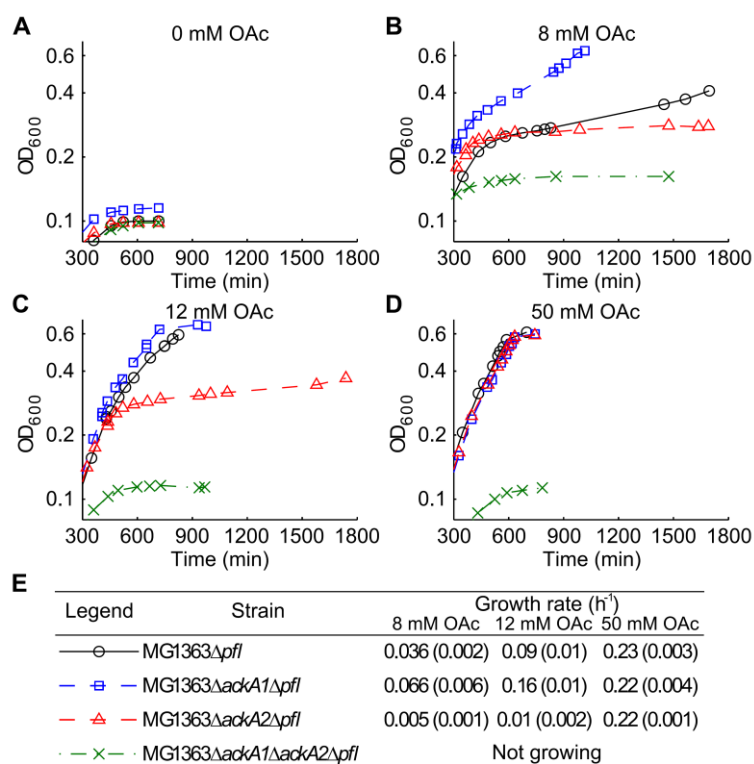 A
0 mM OAc
0.6
0.4
OD600
0.2
0.1
300 600 900 1200 1500 1800
Time (min)
B
8 mM OAc
0.6
0.4
OD600
0.2
0.1
300 600 900 1200 1500 1800
Time (min)
C
12 mM OAc
0.6
0.4
OD600
0.2
0.1
300 600 900 1200 1500 1800
Time (min)
D
50 mM OAc
0.6
0.4
OD600
0.2
0.1
300 600 900 1200 1500 1800
Time (min)
E
Legend Strain Growth rate (h-1)
8 mM OAc 12 mM OAc 50 mM OAc
MG1363Δpfl 0.036 (0.002) 0.09 (0.01) 0.23 (0.003)
MG1363ΔackA1Δpfl 0.066 (0.006) 0.16 (0.01) 0.22 (0.004)
MG1363ΔackA2Δpfl 0.005 (0.001) 0.01 (0.002) 0.22 (0.001)
MG1363ΔackA1ΔackA2Δpfl Not growing